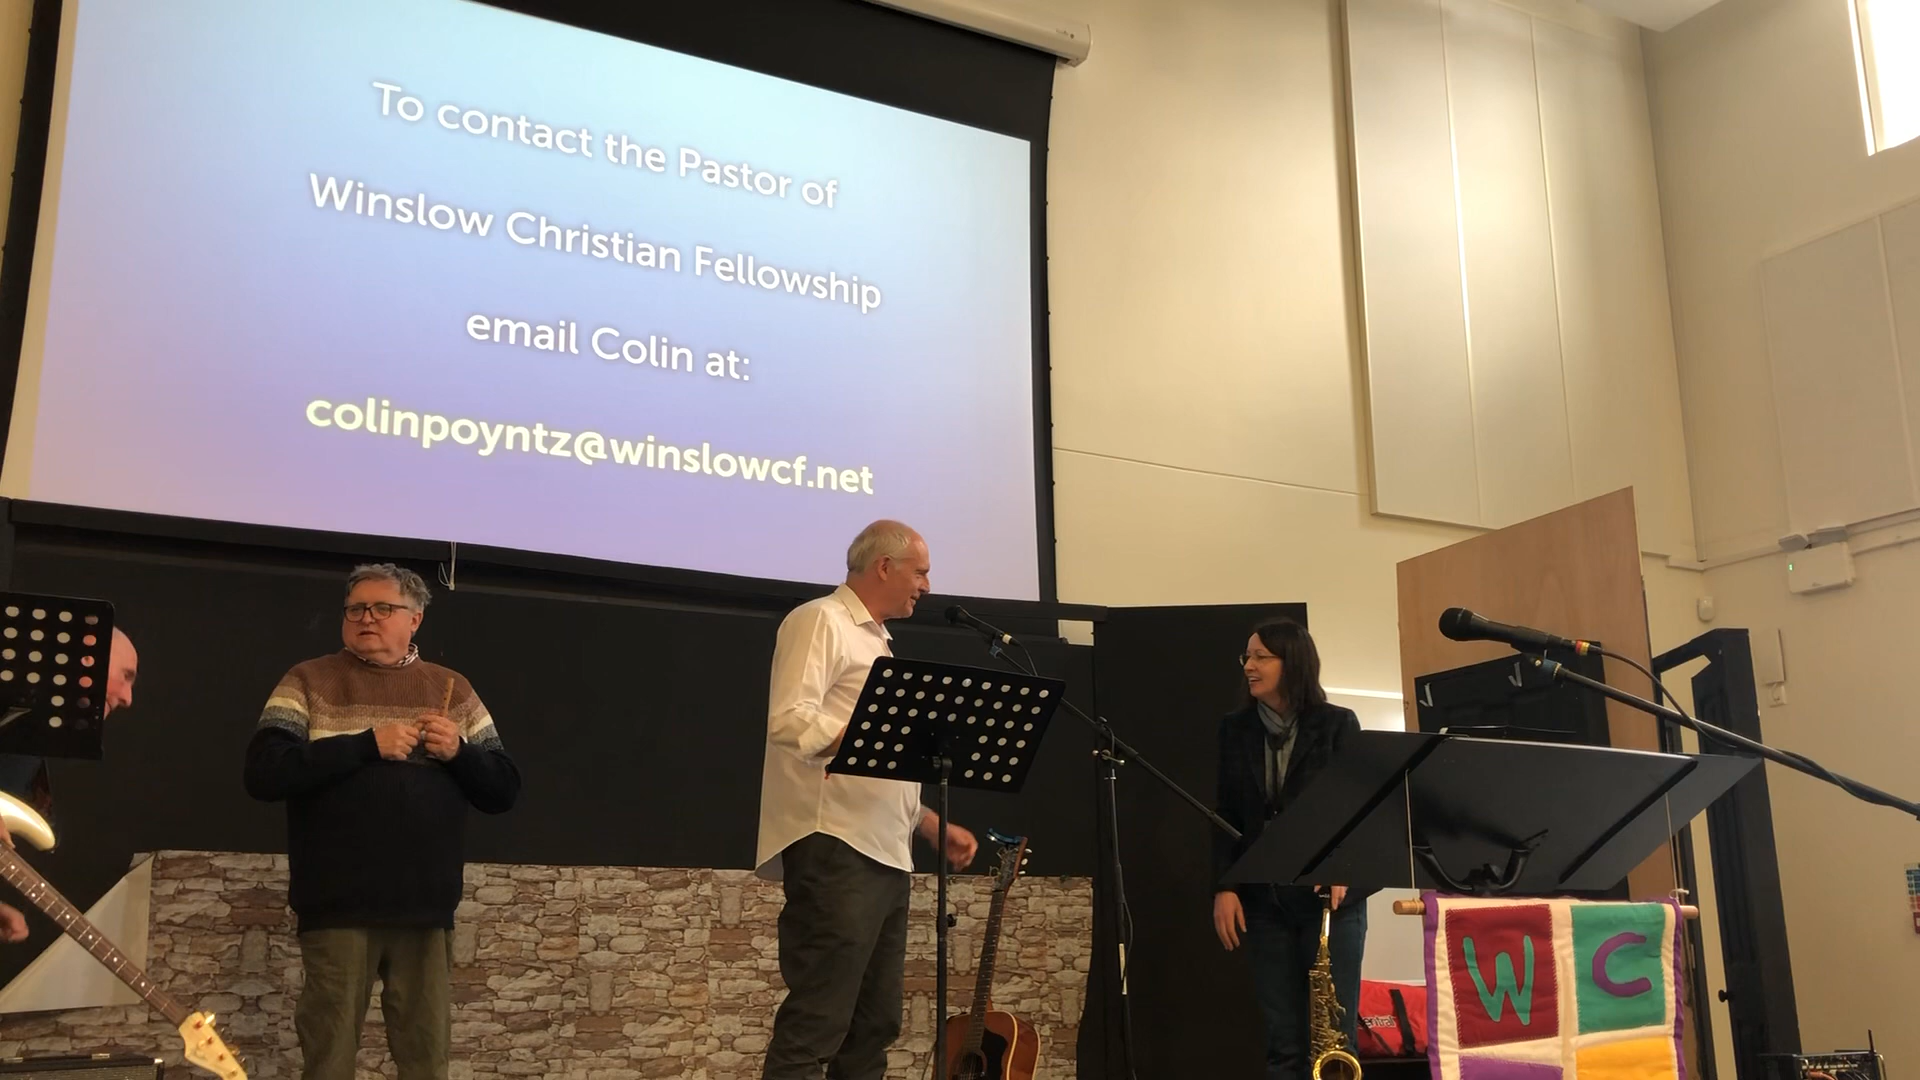 To contact the Pastor of
Winslow Christian Fellowship
email Colin at:
colinpoyntz@winslowcf.net
W C